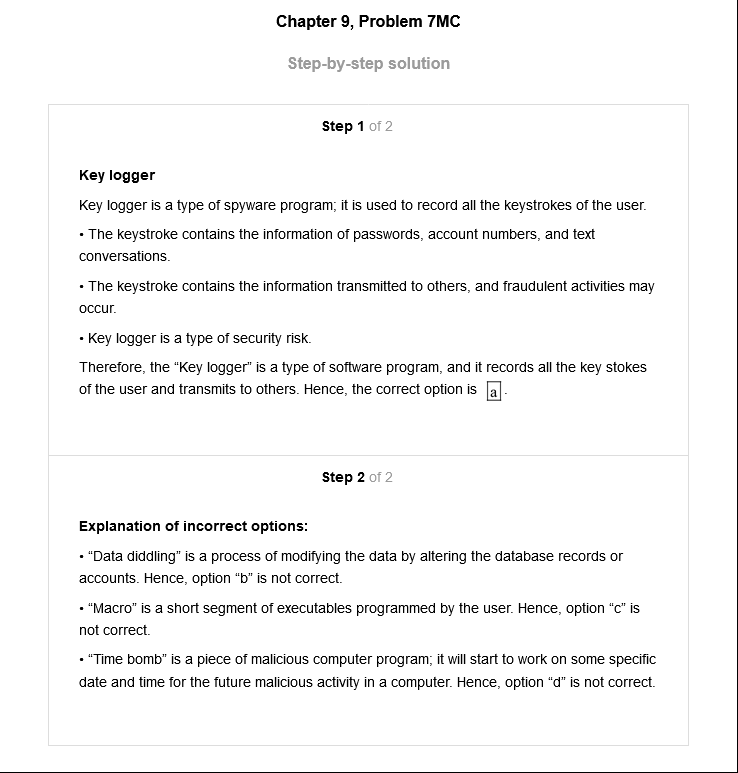 Chapter 9, Problem 7MC
Step-by-step solution
Step 1 of 2
Key logger
Key logger is a type of spyware program; it is used to record all the keystrokes of the user.
• The keystroke contains the information of passwords, account numbers, and text
conversations.
• The keystroke contains the information transmitted to others, and fraudulent activities may
occur.
• Key logger is a type of security risk.
Therefore, the “Key logger” is a type of software program, and it records all the key stokes
of the user and transmits to others. Hence, the correct option is a .
Step 2 of 2
Explanation of incorrect options:
• “Data diddling” is a process of modifying the data by altering the database records or
accounts. Hence, option “b” is not correct.
• “Macro” is a short segment of executables programmed by the user. Hence, option “c” is
not correct.
• “Time bomb” is a piece of malicious computer program; it will start to work on some specific
date and time for the future malicious activity in a computer. Hence, option “d” is not correct.